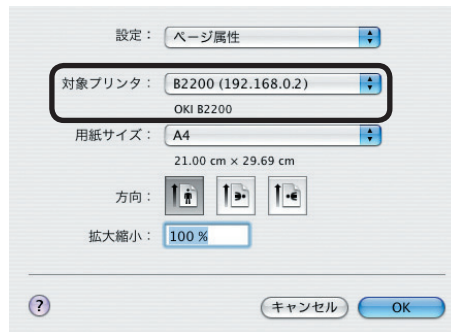 設定： ページ属性
対象プリンタ： B2200 (192.168.0.2)
OKI B2200
用紙サイズ： A4
21.00 cm × 29.69 cm
方向：
拡大縮小： 100 %
? キャンセル OK